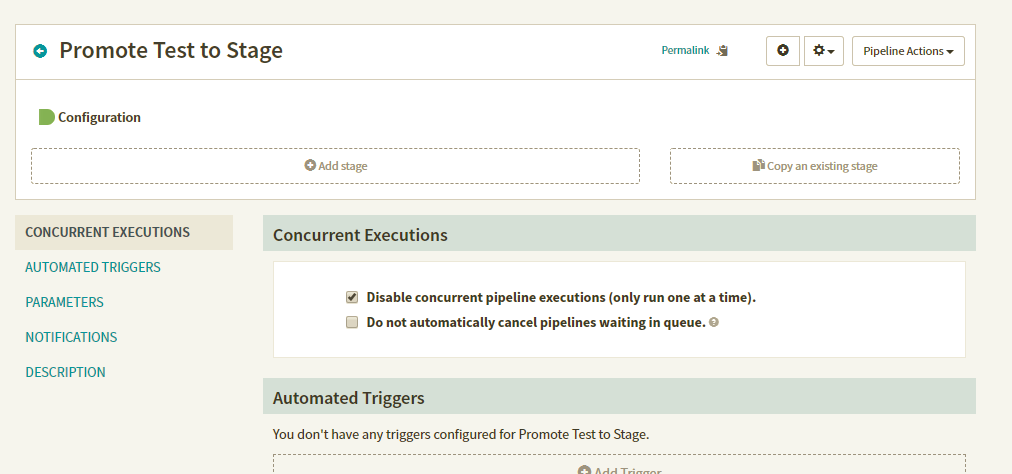 Promote Test to Stage
Permalink
Pipeline Actions
Configuration
Add stage
Copy an existing stage
CONCURRENT EXECUTIONS
AUTOMATED TRIGGERS
PARAMETERS
NOTIFICATIONS
DESCRIPTION
Concurrent Executions
Disable concurrent pipeline executions (only run one at a time).
Do not automatically cancel pipelines waiting in queue.
Automated Triggers
You don't have any triggers configured for Promote Test to Stage.
Add Trigger